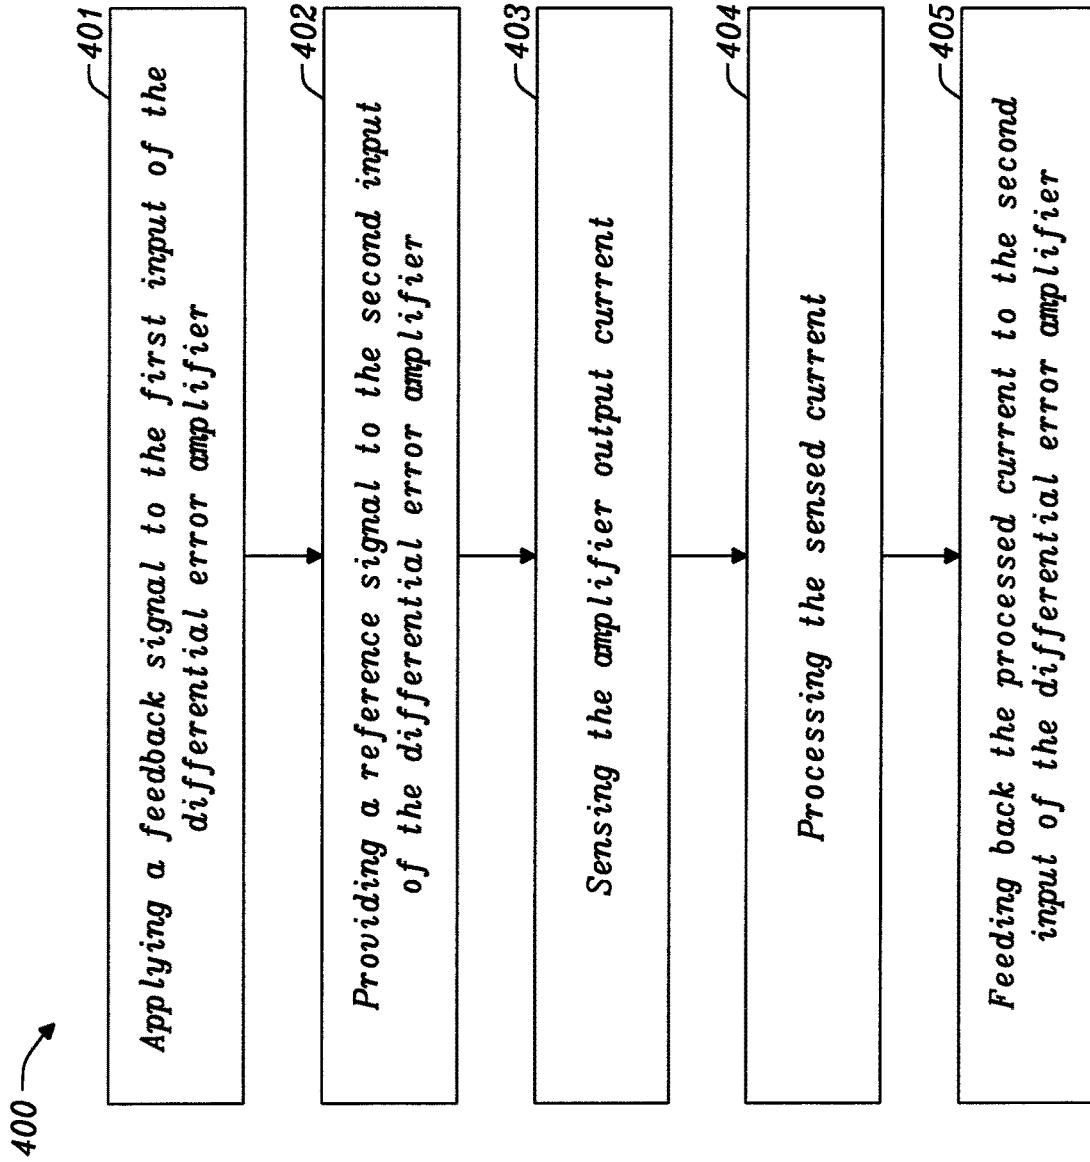 400
401
Applying a feedback signal to the first input of the
differential error amplifier
402
Providing a reference signal to the second input
of the differential error amplifier
403
Sensing the amplifier output current
404
Processing the sensed current
405
Feeding back the processed current to the second
input of the differential error amplifier